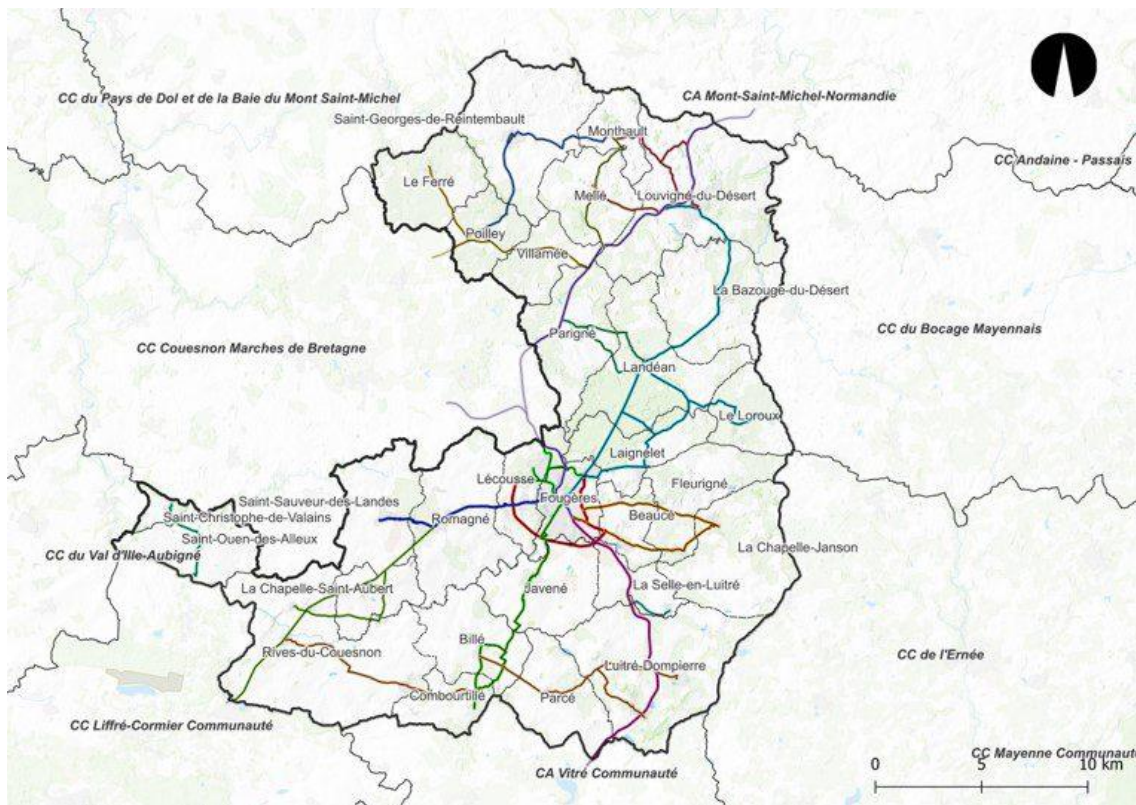 CC du Pays de Dol et de la Baie du Mont Saint-Michel
CA Mont-Saint-Michel-Normandie
Saint-Georges-de-Reintembault
Monthault
CC Andaine - Passais
Le Ferré
Mellé
Louvigné-du-Désert
Poilley
Villamée
La Bazouge-du-Désert
CC du Bocage Mayennais
Parigné
CC Couesnon Marches de Bretagne
Landéan
Le Loroux
Laignelet
Lécousse
Fleurigné
Saint-Sauveur-des-Landes
Fougères
Saint-Christophe-de-Valains
Romagné
Beaucé
Saint-Ouen-des-Alleux
La Chapelle-Janson
CC du Val d'Ille-Aubigné
La Chapelle-Saint-Aubert
Javené
La Selle-en-Luitré
Billé
Rives-du-Couesnon
CC de l'Ernée
Luitré-Dompierre
Combourtillé
Parcé
CC Liffré-Cormier Communauté
CA Vitré Communauté
CC Mayenne Communauté
0 5 10 km